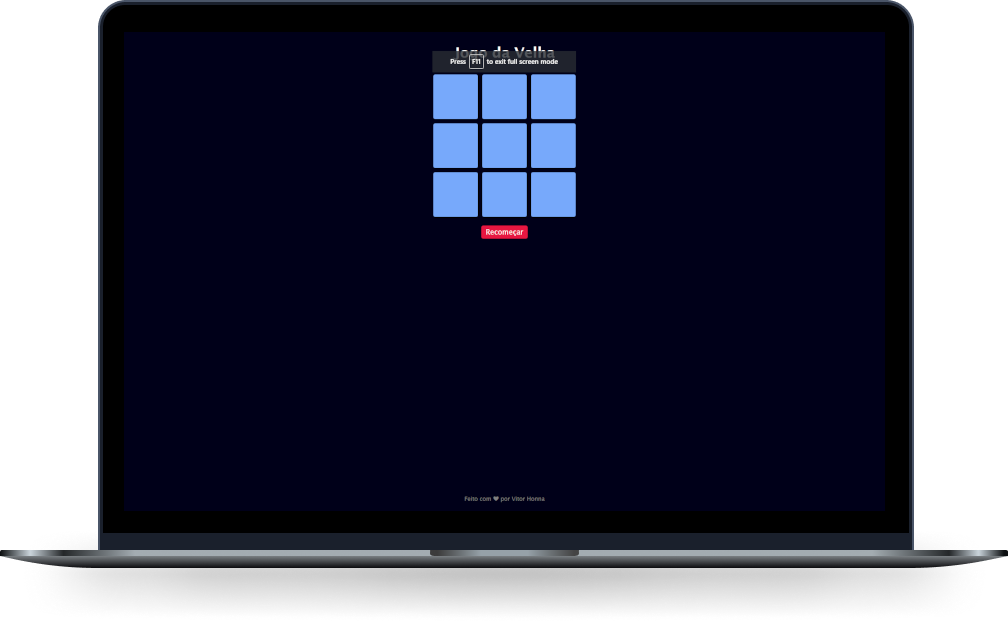 Jogo da Velha
Press F11 to exit full screen mode
Recomeçar
Feito com ❤ por Vitor Honna